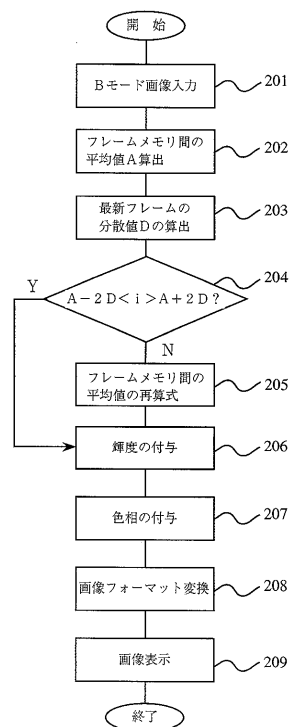 開 始
Bモード画像入力
201
フレームメモリ間の
平均値A算出
202
最新フレームの
分散値Dの算出
203
204
A－2D＜i＞A＋2D？
Y
N
フレームメモリ間の
平均値の再算式
205
輝度の付与
206
色相の付与
207
画像フォーマット変換
208
画像表示
209
終了